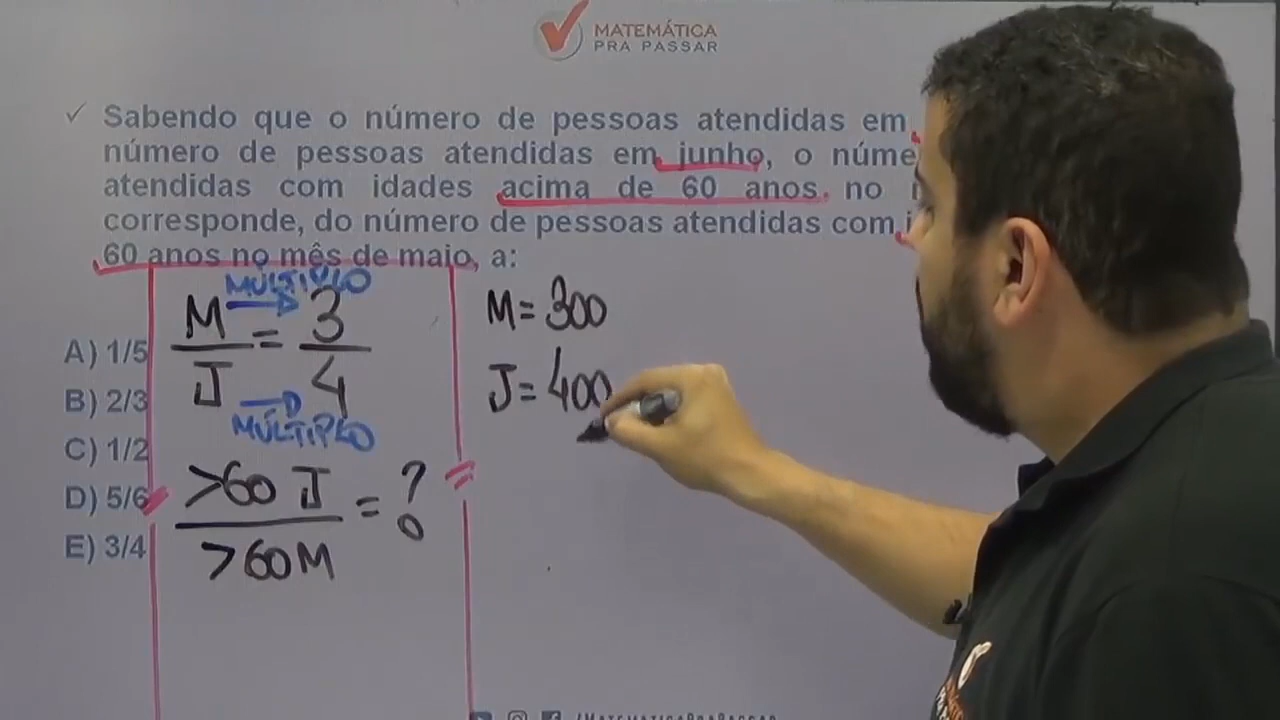 MATEMÁTICA
PRA PASSAR
✓ Sabendo que o número de pessoas atendidas em
número de pessoas atendidas em junho, o núme
atendidas com idades acima de 60 anos no
corresponde, do número de pessoas atendidas com
60 anos no mês de maio, a:
A) 1/5
B) 2/3
C) 1/2
D) 5/6
E) 3/4
MÚLTIPLO
M/J = 3/4
MÚLTIPLO
>60 J / >60M = ?
M = 300
J = 400
/MATEMATICAPRAPASSAR